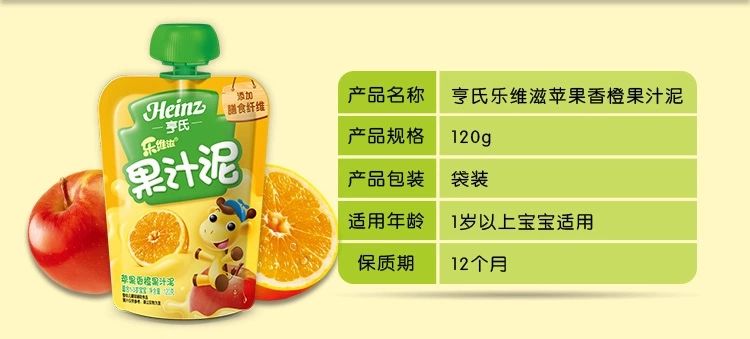 添加
膳食纤维
Heinz
亨氏
乐维滋
果汁泥
苹果香橙果汁泥
产品名称 亨氏乐维滋苹果香橙果汁泥
产品规格 120g
产品包装 袋装
适用年龄 1岁以上宝宝适用
保质期 12个月